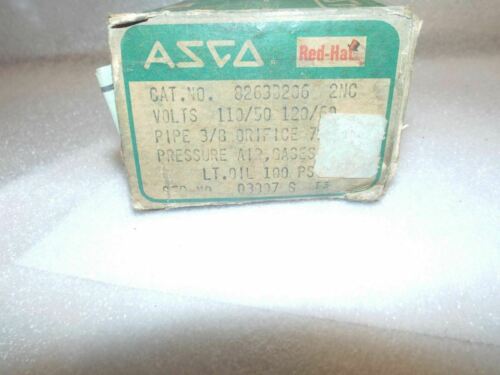 ASCO Red-Hat
CAT.NO. 8263D206 2NC
VOLTS 110/50 120/60
PIPE 3/8 ORIFICE
PRESSURE AIR,GASES
LT.OIL 100 PS